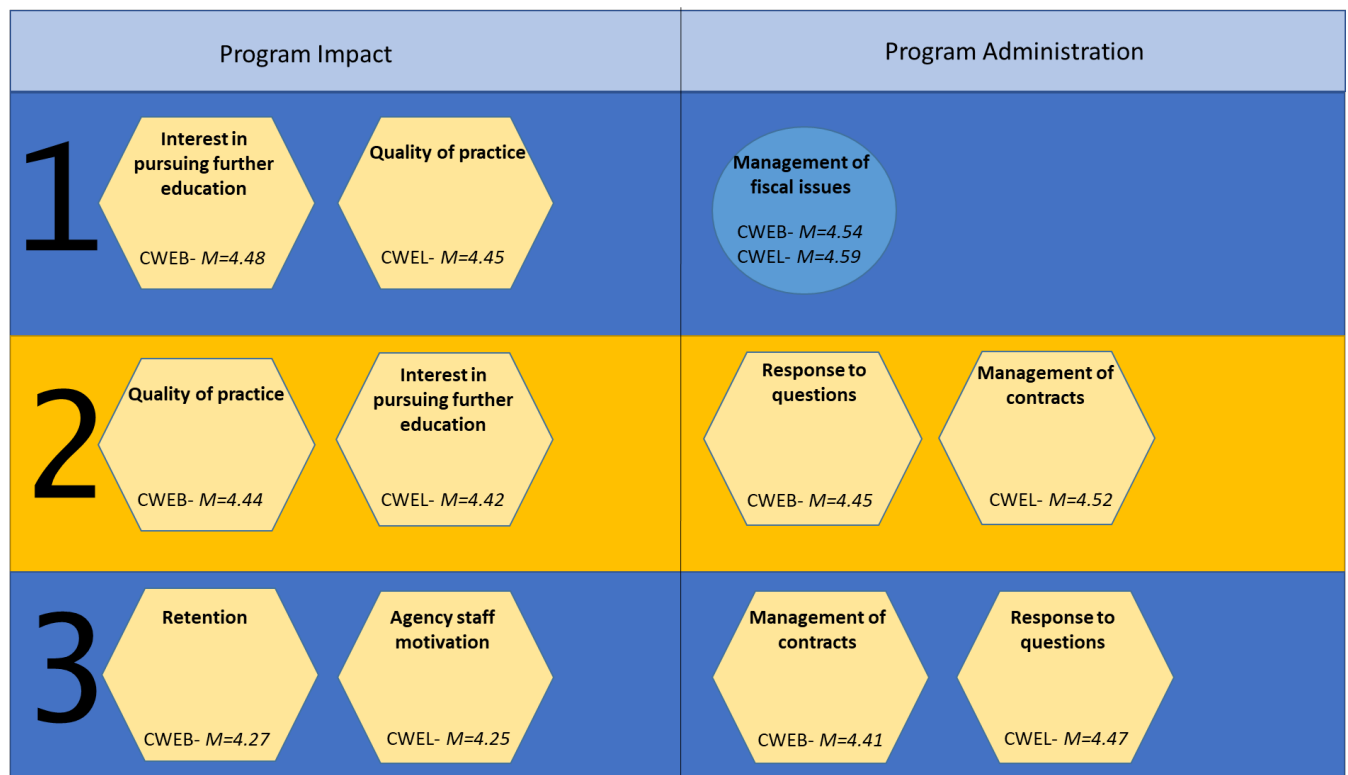 Program Impact
Program Administration
1
Interest in
pursuing further
education
CWEB- M=4.48
Quality of practice
CWEL- M=4.45
Management of
fiscal issues
CWEB- M=4.54
CWEL- M=4.59
2
Quality of practice
CWEB- M=4.44
Interest in
pursuing further
education
CWEL- M=4.42
Response to
questions
CWEB- M=4.45
Management of
contracts
CWEL- M=4.52
3
Retention
CWEB- M=4.27
Agency staff
motivation
CWEL- M=4.25
Management of
contracts
CWEB- M=4.41
Response to
questions
CWEL- M=4.47